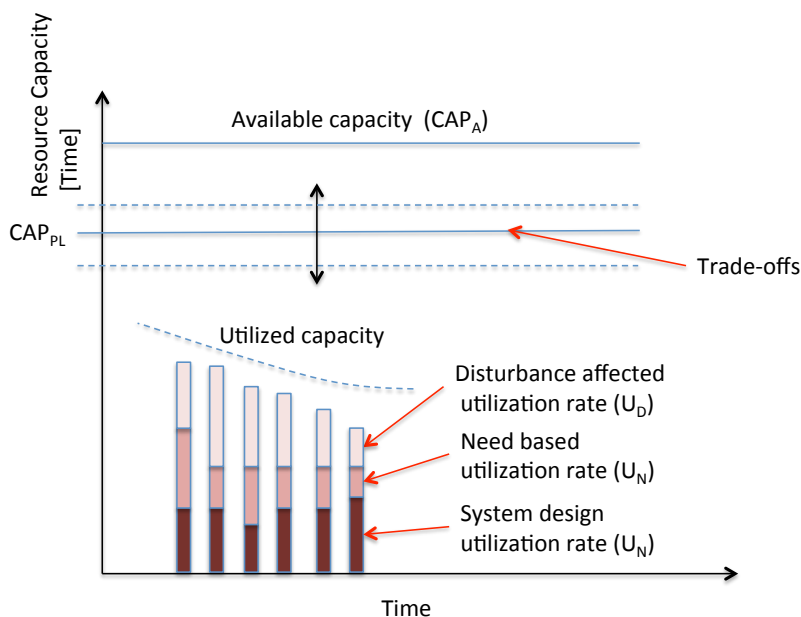 Resource Capacity
[Time]
Available capacity (CAP_A)
CAP_PL
Trade-offs
Utilized capacity
Disturbance affected
utilization rate (U_D)
Need based
utilization rate (U_N)
System design
utilization rate (U_N)
Time